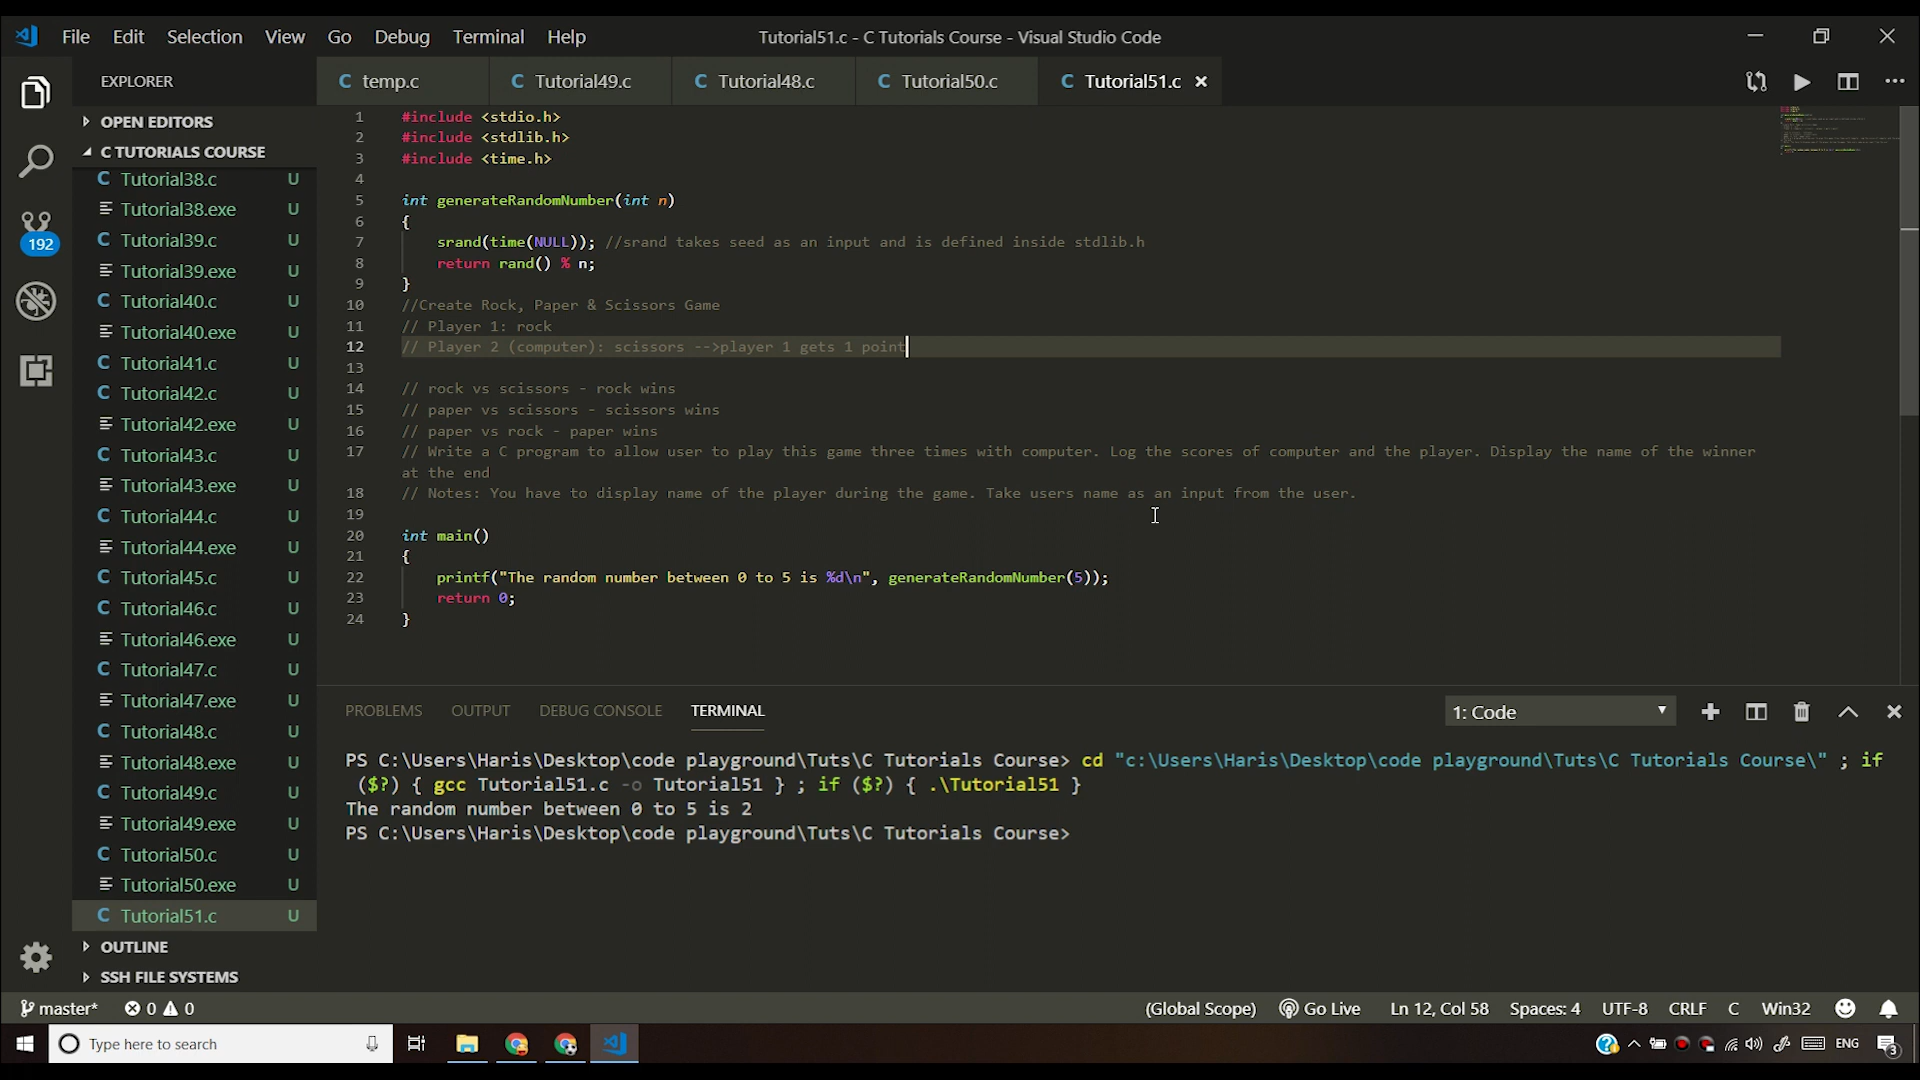 File Edit Selection View Go Debug Terminal Help
Tutorial51.c - C Tutorials Course - Visual Studio Code
EXPLORER
temp.c
Tutorial49.c
Tutorial48.c
Tutorial50.c
Tutorial51.c
OPEN EDITORS
C TUTORIALS COURSE
Tutorial38.c U
Tutorial38.exe U
Tutorial39.c U
Tutorial39.exe U
Tutorial40.c U
Tutorial40.exe U
Tutorial41.c U
Tutorial42.c U
Tutorial42.exe U
Tutorial43.c U
Tutorial43.exe U
Tutorial44.c U
Tutorial44.exe U
Tutorial45.c U
Tutorial46.c U
Tutorial46.exe U
Tutorial47.c U
Tutorial47.exe U
Tutorial48.c U
Tutorial48.exe U
Tutorial49.c U
Tutorial49.exe U
Tutorial50.c U
Tutorial50.exe U
Tutorial51.c U
OUTLINE
SSH FILE SYSTEMS
192
1 #include <stdio.h>
2 #include <stdlib.h>
3 #include <time.h>
4
5 int generateRandomNumber(int n)
6 {
7 srand(time(NULL)); //srand takes seed as an input and is defined inside stdlib.h
8 return rand() % n;
9 }
10 //Create Rock, Paper & Scissors Game
11 // Player 1: rock
12 // Player 2 (computer): scissors -->player 1 gets 1 point
13
14 // rock vs scissors - rock wins
15 // paper vs scissors - scissors wins
16 // paper vs rock - paper wins
17 // Write a C program to allow user to play this game three times with computer. Log the scores of computer and the player. Display the name of the winner
at the end
18 // Notes: You have to display name of the player during the game. Take users name as an input from the user.
19
20 int main()
21 {
22 printf("The random number between 0 to 5 is %d\n", generateRandomNumber(5));
23 return 0;
24 }
PROBLEMS OUTPUT DEBUG CONSOLE TERMINAL
1: Code
PS C:\Users\Haris\Desktop\code playground\Tuts\C Tutorials Course> cd "c:\Users\Haris\Desktop\code playground\Tuts\C Tutorials Course\" ; if
($?) { gcc Tutorial51.c -o Tutorial51 } ; if ($?) { .\Tutorial51 }
The random number between 0 to 5 is 2
PS C:\Users\Haris\Desktop\code playground\Tuts\C Tutorials Course>
master* 0 0
(Global Scope) Go Live Ln 12, Col 58 Spaces: 4 UTF-8 CRLF C Win32
Type here to search
ENG
3